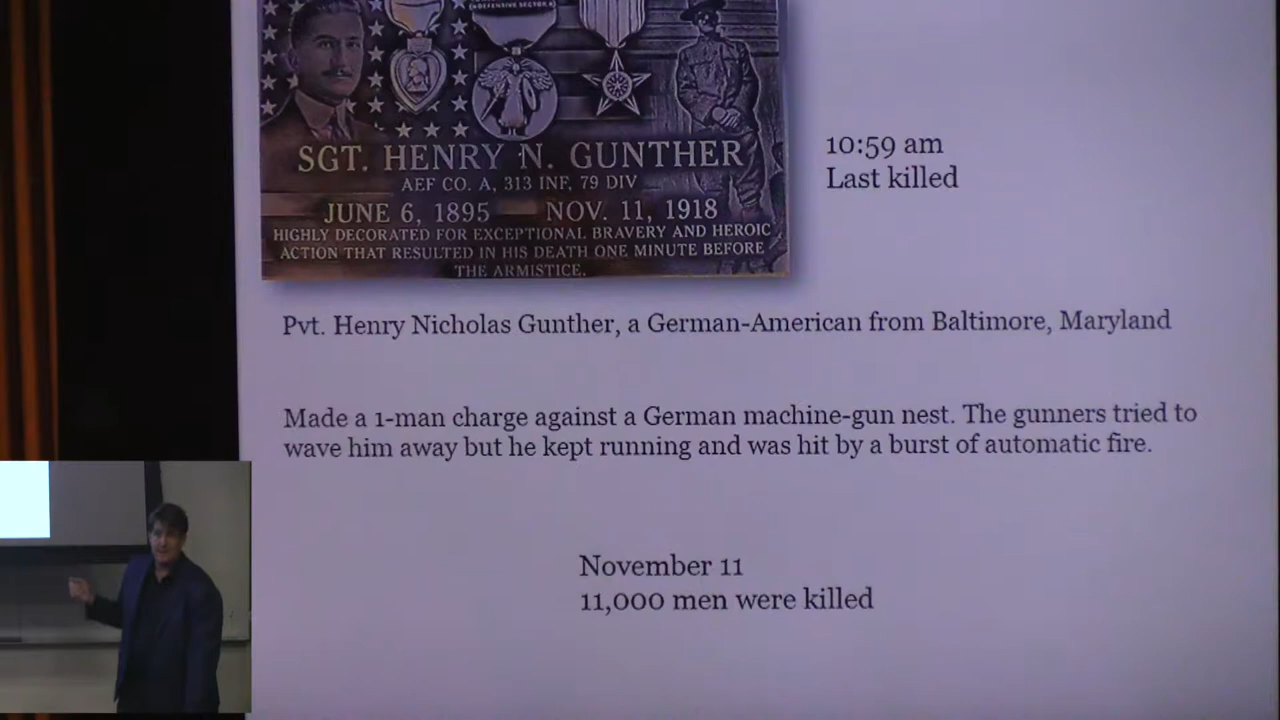 DEFENSIVE SECTOR
SGT. HENRY N. GUNTHER
AEF CO. A, 313 INF, 79 DIV
JUNE 6, 1895 — NOV. 11, 1918
HIGHLY DECORATED FOR EXCEPTIONAL BRAVERY AND HEROIC
ACTION THAT RESULTED IN HIS DEATH ONE MINUTE BEFORE
THE ARMISTICE.
10:59 am
Last killed
Pvt. Henry Nicholas Gunther, a German-American from Baltimore, Maryland
Made a 1-man charge against a German machine-gun nest. The gunners tried to
wave him away but he kept running and was hit by a burst of automatic fire.
November 11
11,000 men were killed